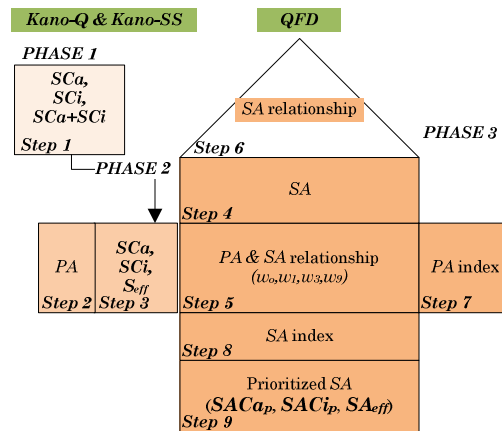 Kano-Q & Kano-SS
QFD
PHASE 1
SCa,
SCi,
SCa+SCi
Step 1
SA relationship
PHASE 3
PHASE 2
Step 6
SA
Step 4
PA
Step 2
SCa,
SCi,
Seff
Step 3
PA & SA relationship
(w0,w1,w3,w9)
Step 5
PA index
Step 7
SA index
Step 8
Prioritized SA
(SACap, SACip, SAeff)
Step 9